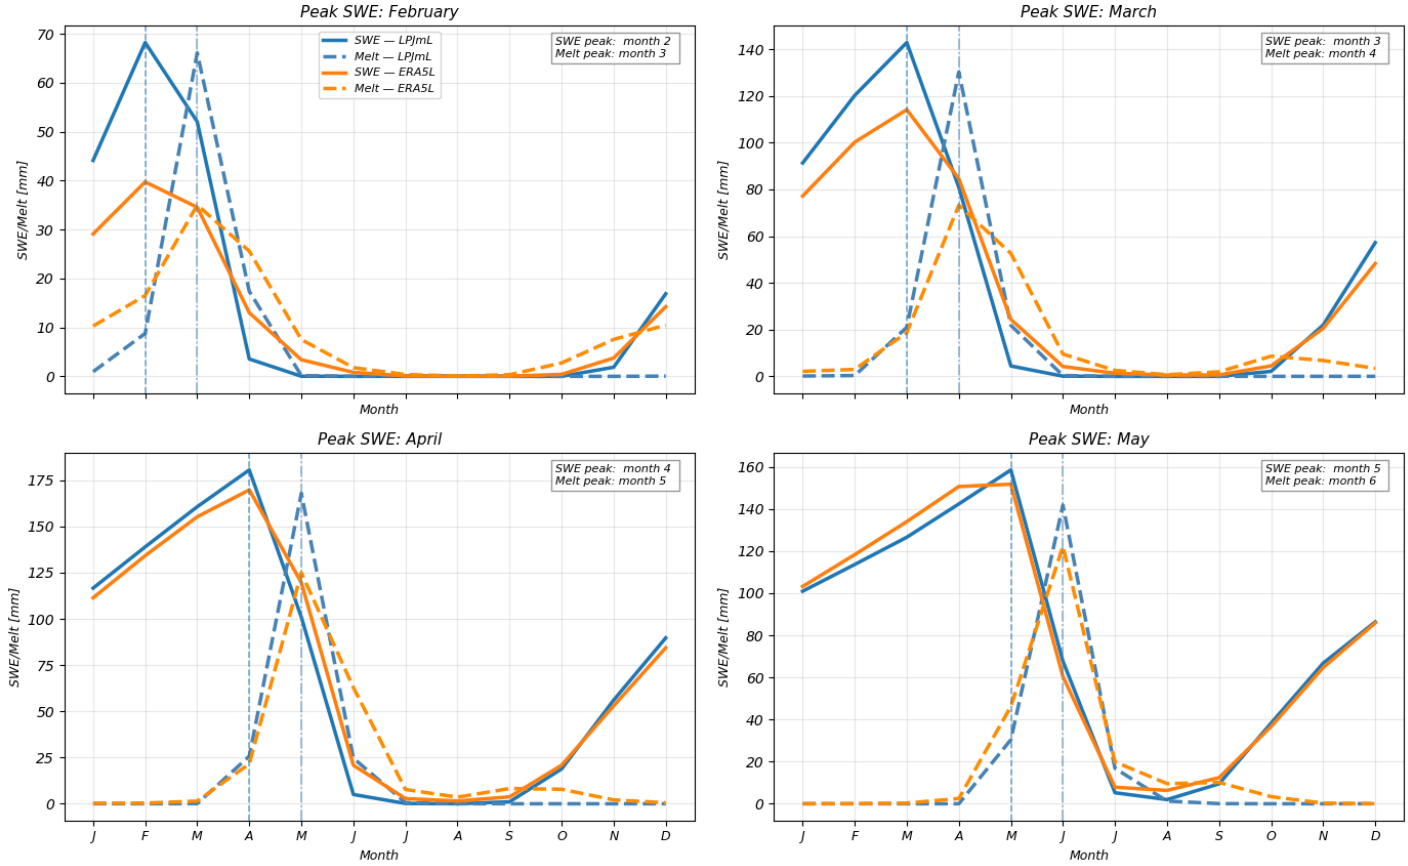 Peak SWE: February
SWE/Melt [mm]
70
60
50
40
30
20
10
0
SWE — LPJmL
Melt — LPJmL
SWE — ERA5L
Melt — ERA5L
SWE peak: month 2
Melt peak: month 3
Month
Peak SWE: March
SWE/Melt [mm]
140
120
100
80
60
40
20
0
SWE peak: month 3
Melt peak: month 4
Month
Peak SWE: April
SWE/Melt [mm]
175
150
125
100
75
50
25
0
SWE peak: month 4
Melt peak: month 5
J F M A M J J A S O N D
Month
Peak SWE: May
SWE/Melt [mm]
160
140
120
100
80
60
40
20
0
SWE peak: month 5
Melt peak: month 6
J F M A M J J A S O N D
Month